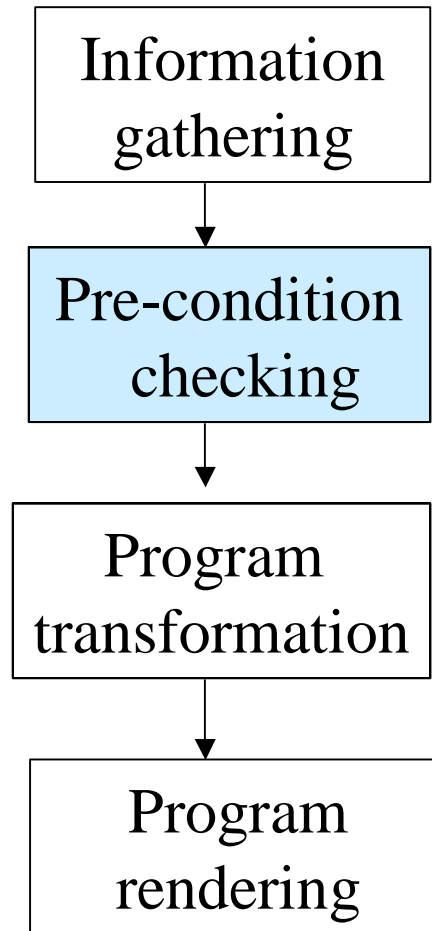 Information
gathering
Pre-condition
checking
Program
transformation
Program
rendering